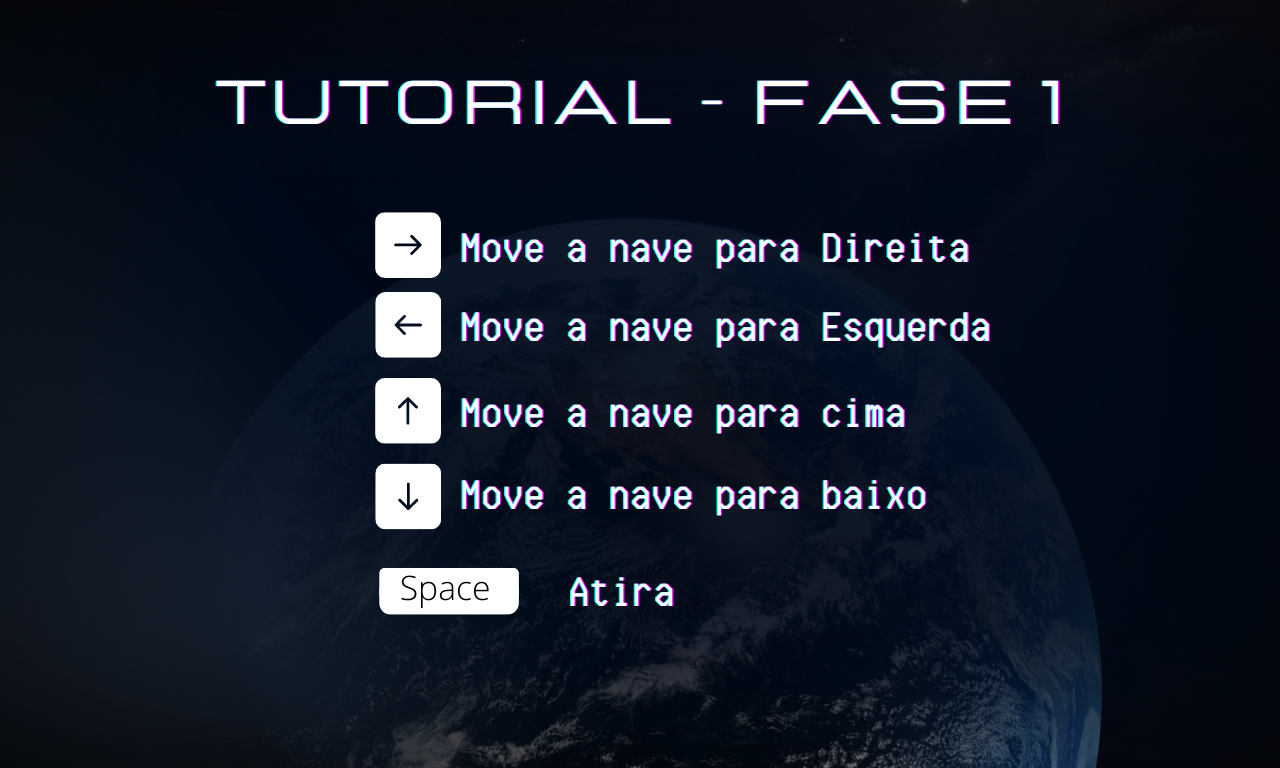 TUTORIAL - FASE 1
→ Move a nave para Direita
← Move a nave para Esquerda
↑ Move a nave para cima
↓ Move a nave para baixo
Space Atira